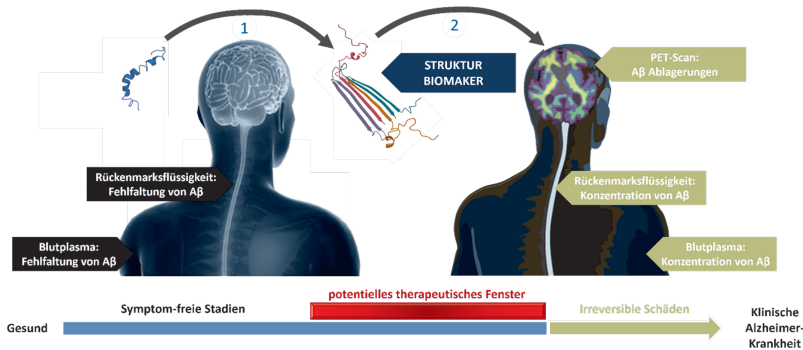 1
2
STRUKTUR
BIOMAKER
PET-Scan:
Aβ Ablagerungen
Rückenmarksflüssigkeit:
Fehlfaltung von Aβ
Rückenmarksflüssigkeit:
Konzentration von Aβ
Blutplasma:
Fehlfaltung von Aβ
Blutplasma:
Konzentration von Aβ
potentielles therapeutisches Fenster
Symptom-freie Stadien
Irreversible Schäden
Gesund
Klinische
Alzheimer-
Krankheit